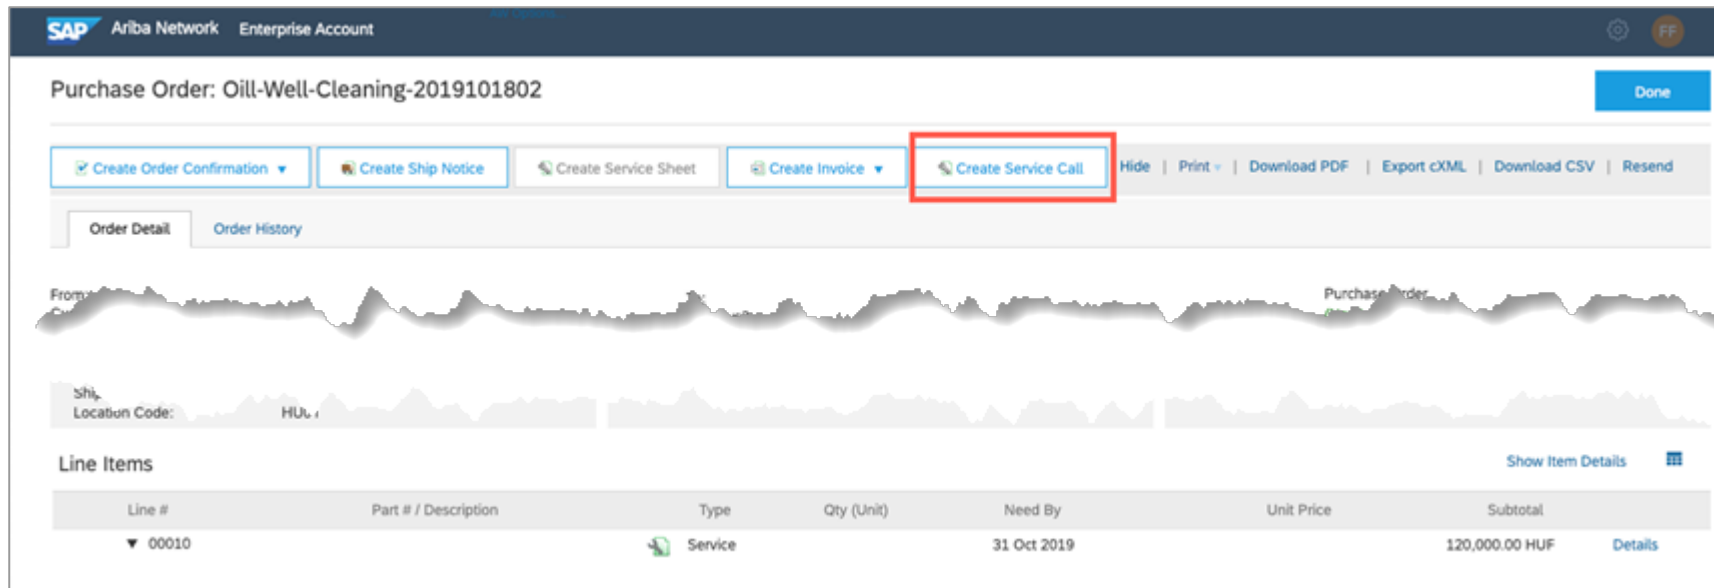 SAP Ariba Network Enterprise Account FF
Purchase Order: Oill-Well-Cleaning-2019101802
Done
Create Order Confirmation Create Ship Notice Create Service Sheet Create Invoice Create Service Call Hide | Print | Download PDF | Export cXML | Download CSV | Resend
Order Detail Order History
From: Purchase Order
Location Code:
Line Items
Show Item Details
Line # Part # / Description Type Qty (Unit) Need By Unit Price Subtotal
00010 Service 31 Oct 2019 120,000.00 HUF Details